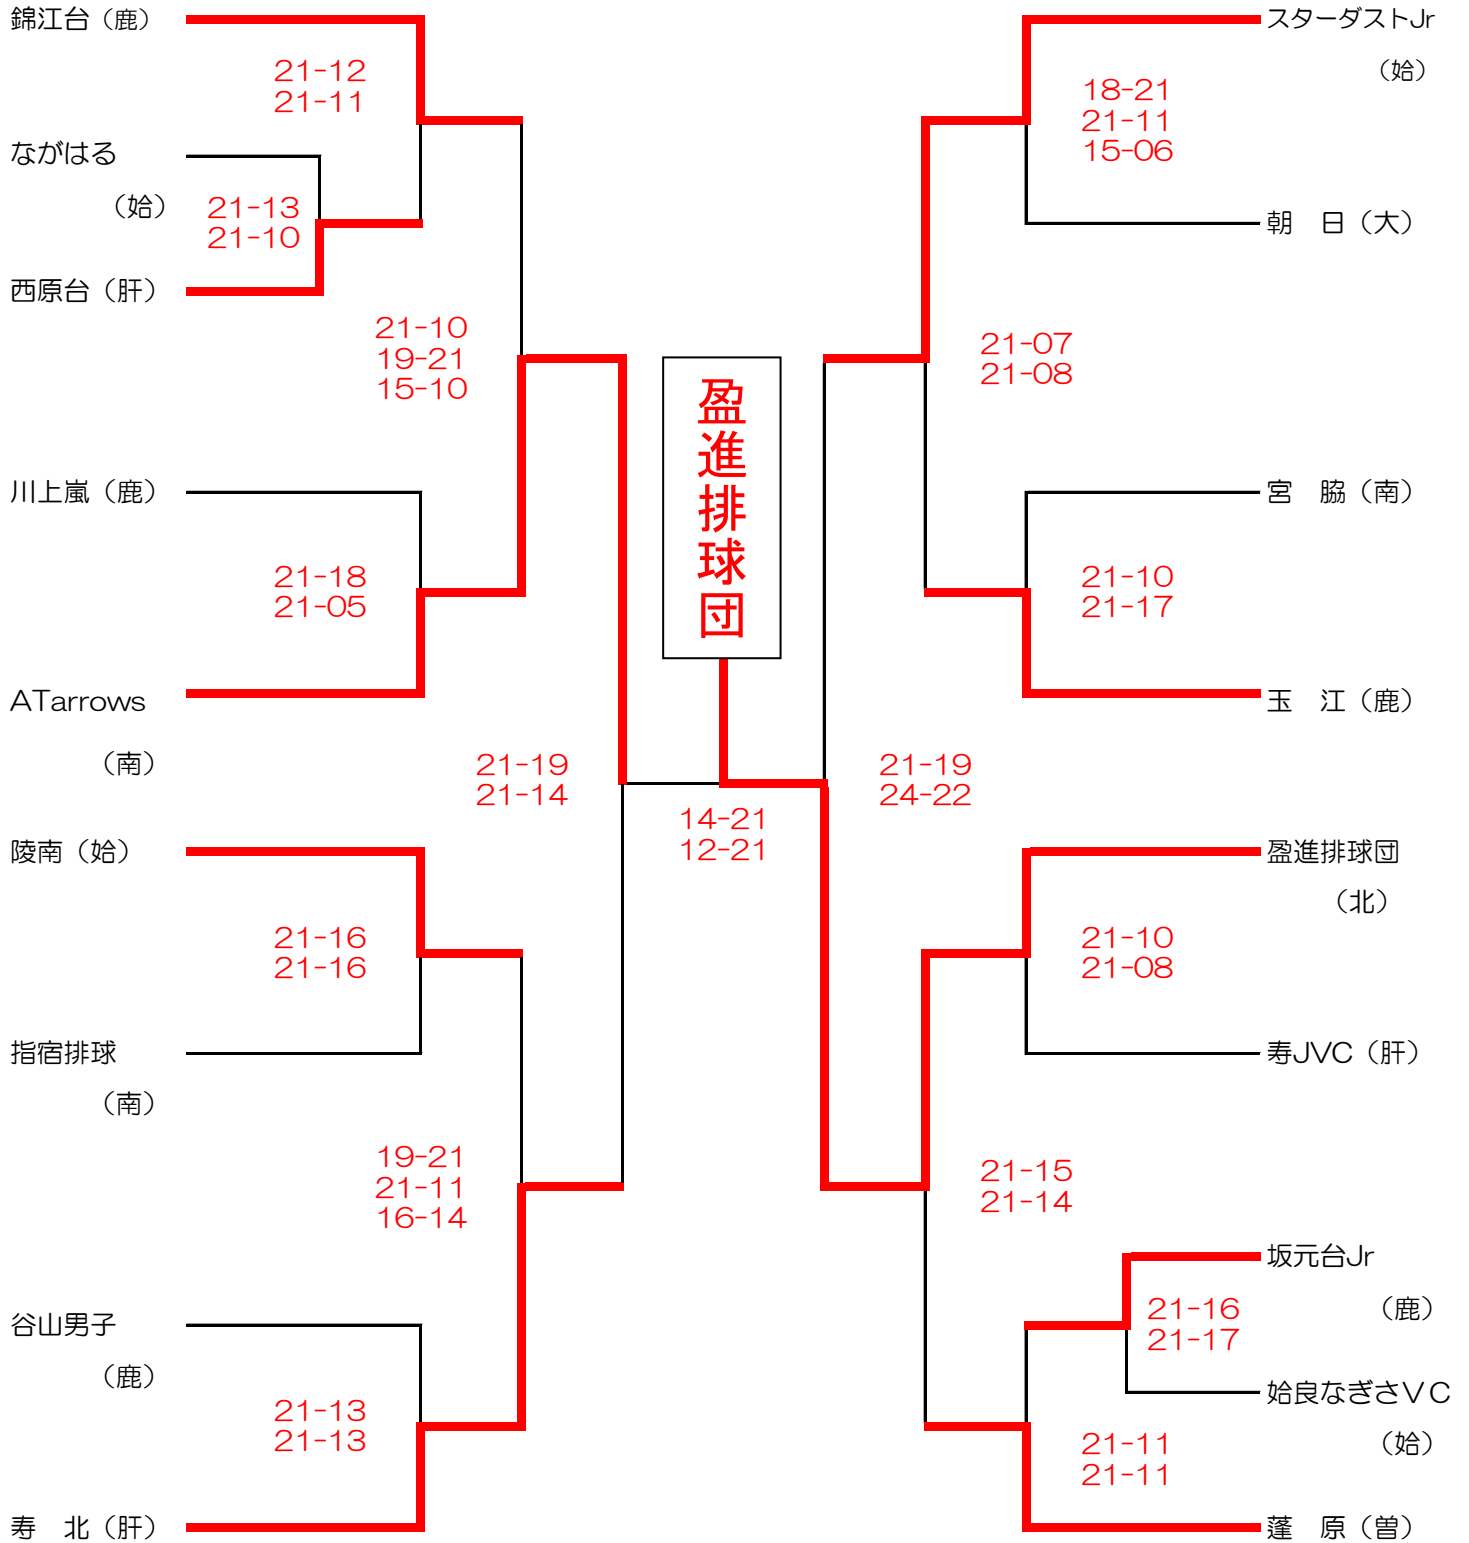 錦江台（鹿）
21-12
21-11
ながはる
（姶）
21-13
21-10
西原台（肝）
21-10
19-21
15-10
川上嵐（鹿）
21-18
21-05
ATarrows
（南）
21-19
21-14
陵南（姶）
21-16
21-16
指宿排球
（南）
19-21
21-11
16-14
谷山男子
（鹿）
21-13
21-13
寿　北（肝）
盈進排球団
14-21
12-21
スターダストJr
（姶）
18-21
21-11
15-06
朝　日（大）
21-07
21-08
宮　脇（南）
21-10
21-17
玉　江（鹿）
21-19
24-22
盈進排球団
（北）
21-10
21-08
寿JVC（肝）
21-15
21-14
坂元台Jr
（鹿）
21-16
21-17
姶良なぎさＶＣ
（姶）
21-11
21-11
蓬　原（曽）